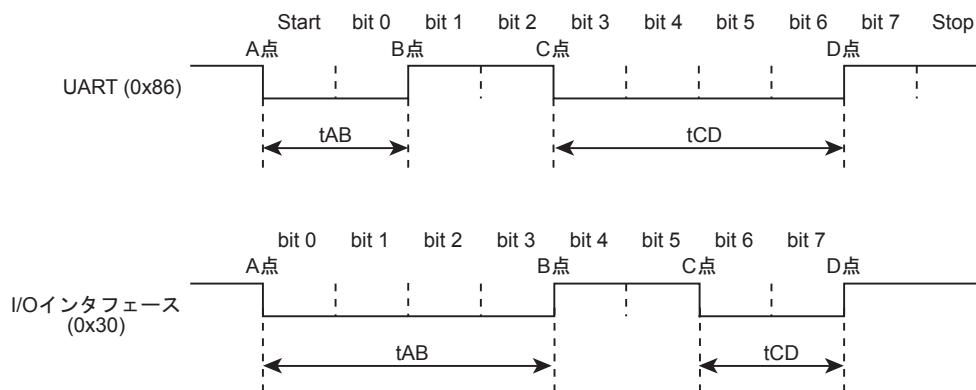 Start bit 0 bit 1 bit 2 bit 3 bit 4 bit 5 bit 6 bit 7 Stop
A点 B点 C点 D点
UART (0x86)
tAB tCD
bit 0 bit 1 bit 2 bit 3 bit 4 bit 5 bit 6 bit 7
A点 B点 C点 D点
I/Oインタフェース
(0x30)
tAB tCD